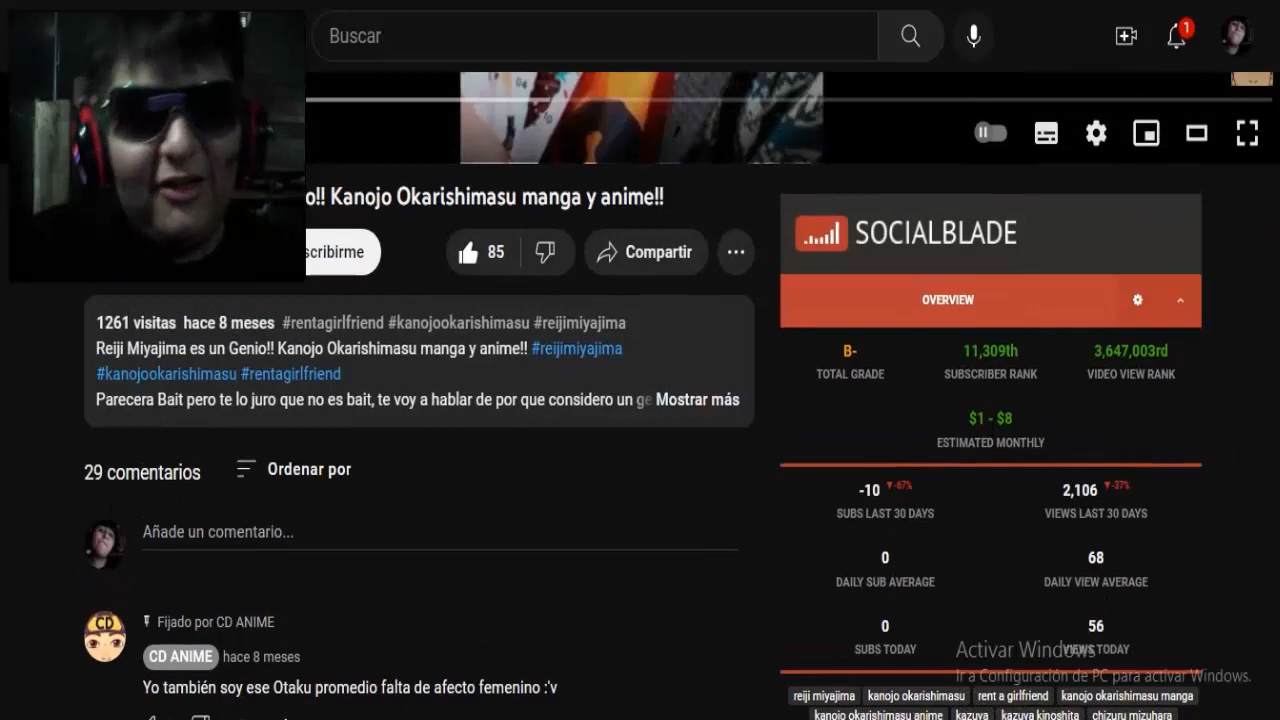 Buscar
1
o!! Kanojo Okarishimasu manga y anime!!
scribirme
85
Compartir
1261 visitas hace 8 meses #rentagirlfriend #kanojookarishimasu #reijimiyajima
Reiji Miyajima es un Genio!! Kanojo Okarishimasu manga y anime!! #reijimiyajima
#kanojookarishimasu #rentagirlfriend
Parecera Bait pero te lo juro que no es bait, te voy a hablar de por que considero un ge Mostrar más
29 comentarios
Ordenar por
Añade un comentario...
CD
Fijado por CD ANIME
CD ANIME hace 8 meses
Yo también soy ese Otaku promedio falta de afecto femenino :'v
SOCIALBLADE
OVERVIEW
B- 11,309th 3,647,003rd
TOTAL GRADE SUBSCRIBER RANK VIDEO VIEW RANK
$1 - $8
ESTIMATED MONTHLY
-10 ▼-67% 2,106 ▼-37%
SUBS LAST 30 DAYS VIEWS LAST 30 DAYS
0 68
DAILY SUB AVERAGE DAILY VIEW AVERAGE
0 56
SUBS TODAY VIEWS TODAY
Activar Windows
Ir a Configuración de PC para activar Windows.
reiji miyajima kanojo okarishimasu rent a girlfriend kanojo okarishimasu manga
kanojo okarishimasu anime kazuya kazuya kinoshita chizuru mizuhara